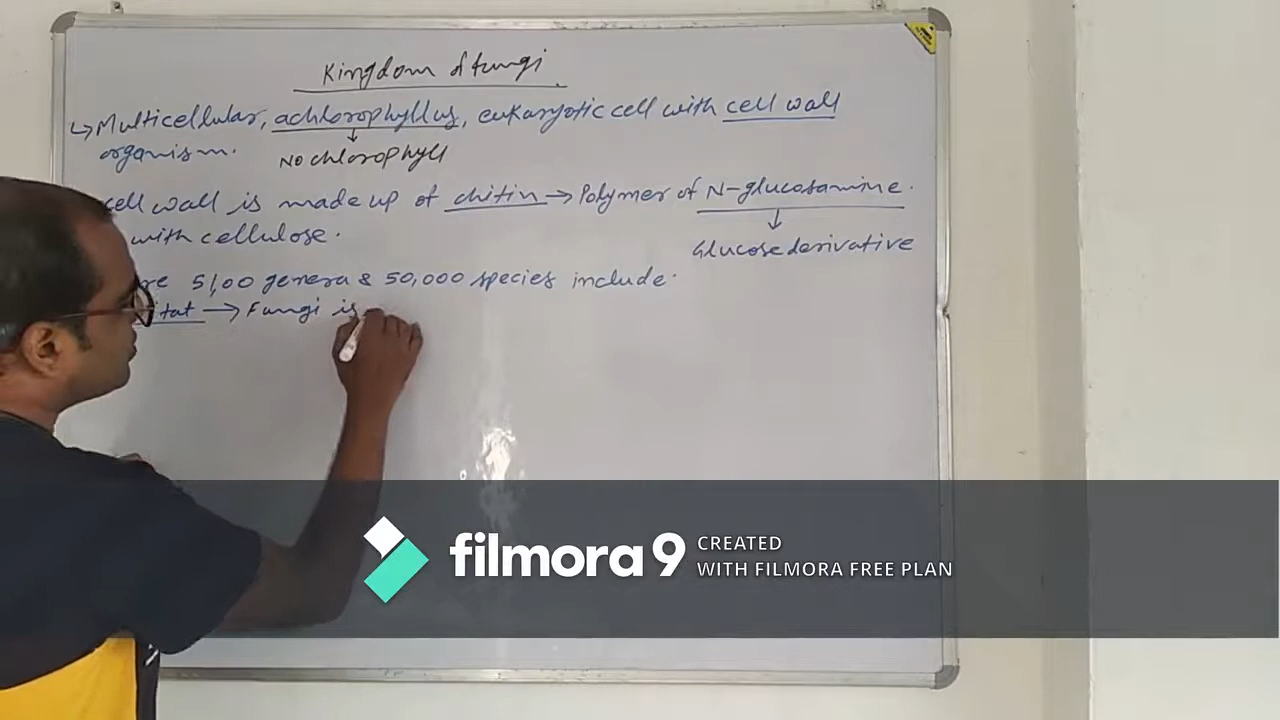 Kingdom of fungi
↳ Multicellular, achlorophyllus, eukaryotic cell with cell wall
organism.
↓
No chlorophyll
cell wall is made up of chitin → Polymer of N-glucosamine.
with cellulose.
↓
Glucose derivative
5100 genera & 50,000 species include.
→ Fungi is
filmora 9 CREATED
WITH FILMORA FREE PLAN